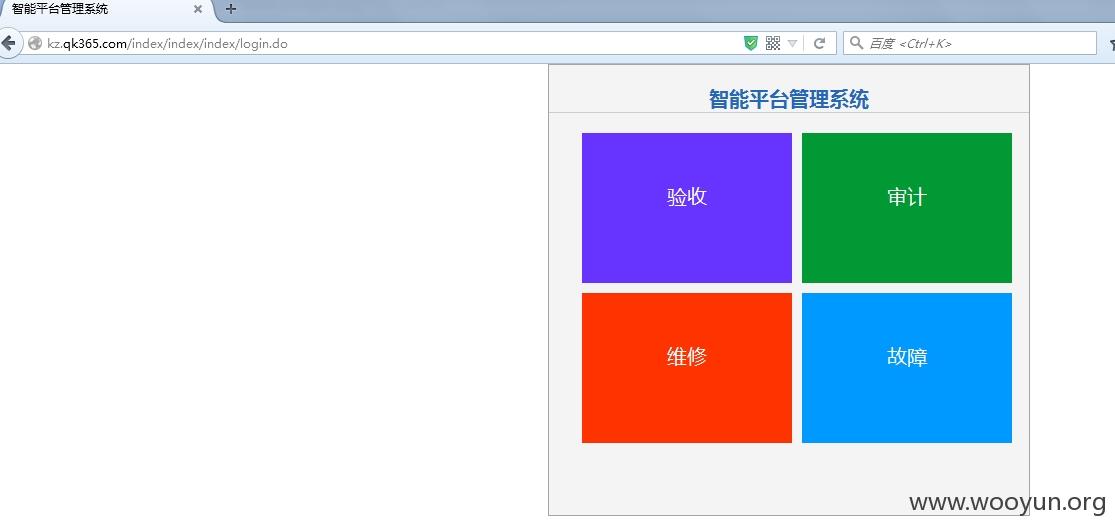 智能平台管理系统
kz.qk365.com/index/index/index/login.do
百度 <Ctrl+K>
智能平台管理系统
验收
审计
维修
故障
www.wooyun.org